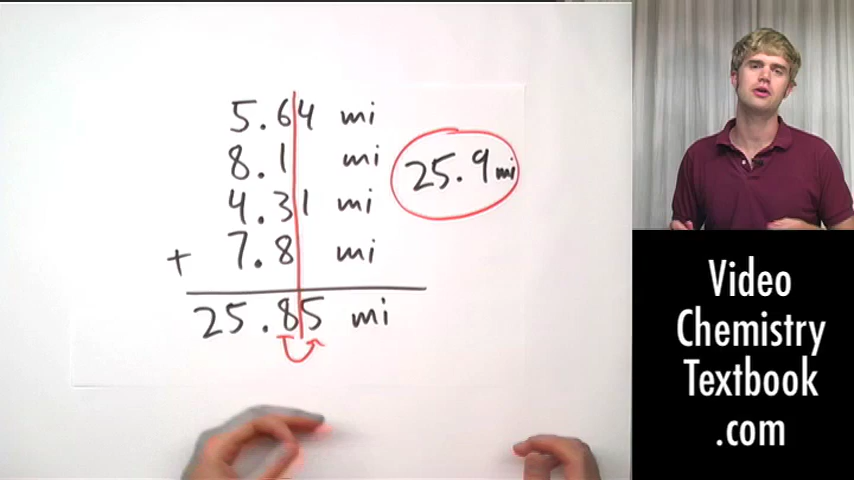 5.64 mi
8.1 mi
4.31 mi
+ 7.8 mi
25.85 mi
25.9 mi
Video
Chemistry
Textbook
.com